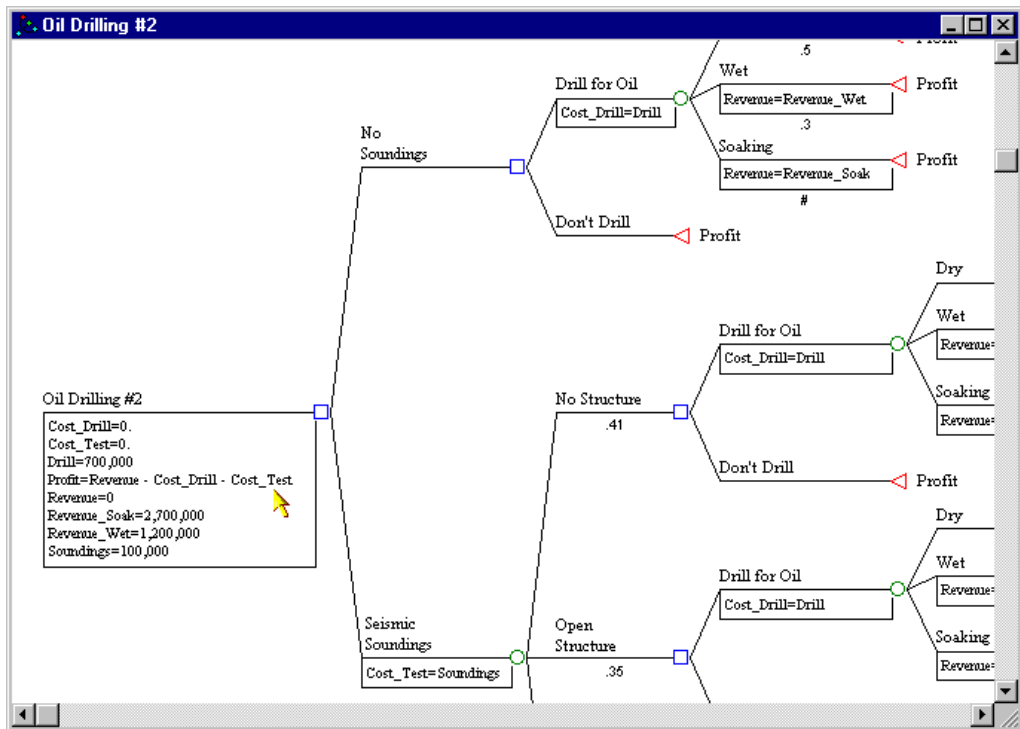 Oil Drilling #2
.5
Wet
Drill for Oil
Profit
Revenue=Revenue_Wet
Cost_Drill=Drill
.3
No
Soundings
Soaking
Profit
Revenue=Revenue_Soak
#
Don't Drill
Profit
Dry
Wet
Drill for Oil
Revenue=
Cost_Drill=Drill
Soaking
Oil Drilling #2
No Structure
Revenue=
.41
Cost_Drill=0.
Cost_Test=0.
Drill=700,000
Profit=Revenue - Cost_Drill - Cost_Test
Revenue=0
Revenue_Soak=2,700,000
Revenue_Wet=1,200,000
Soundings=100,000
Don't Drill
Profit
Dry
Wet
Drill for Oil
Revenue=
Cost_Drill=Drill
Seismic
Soundings
Open
Structure
Soaking
Cost_Test=Soundings
.35
Revenue=